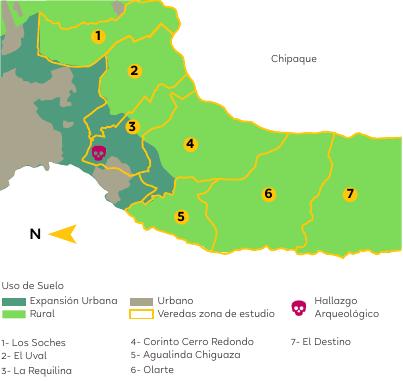 1
2
Chipaque
3
4
5
6
7
N
Uso de Suelo
Expansión Urbana
Urbano
Hallazgo
Arqueológico
Rural
Veredas zona de estudio
1- Los Soches
2- El Uval
3- La Requilina
4- Corinto Cerro Redondo
5- Agualinda Chiguaza
6- Olarte
7- El Destino